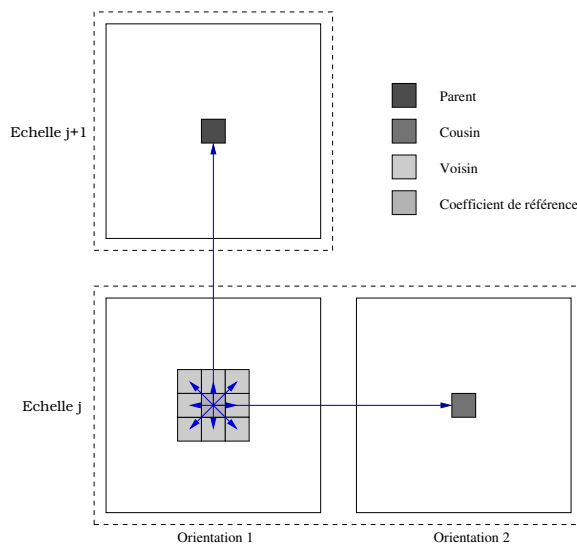 Parent
Echelle j+1
Cousin
Voisin
Coefficient de référence
Echelle j
Orientation 1
Orientation 2